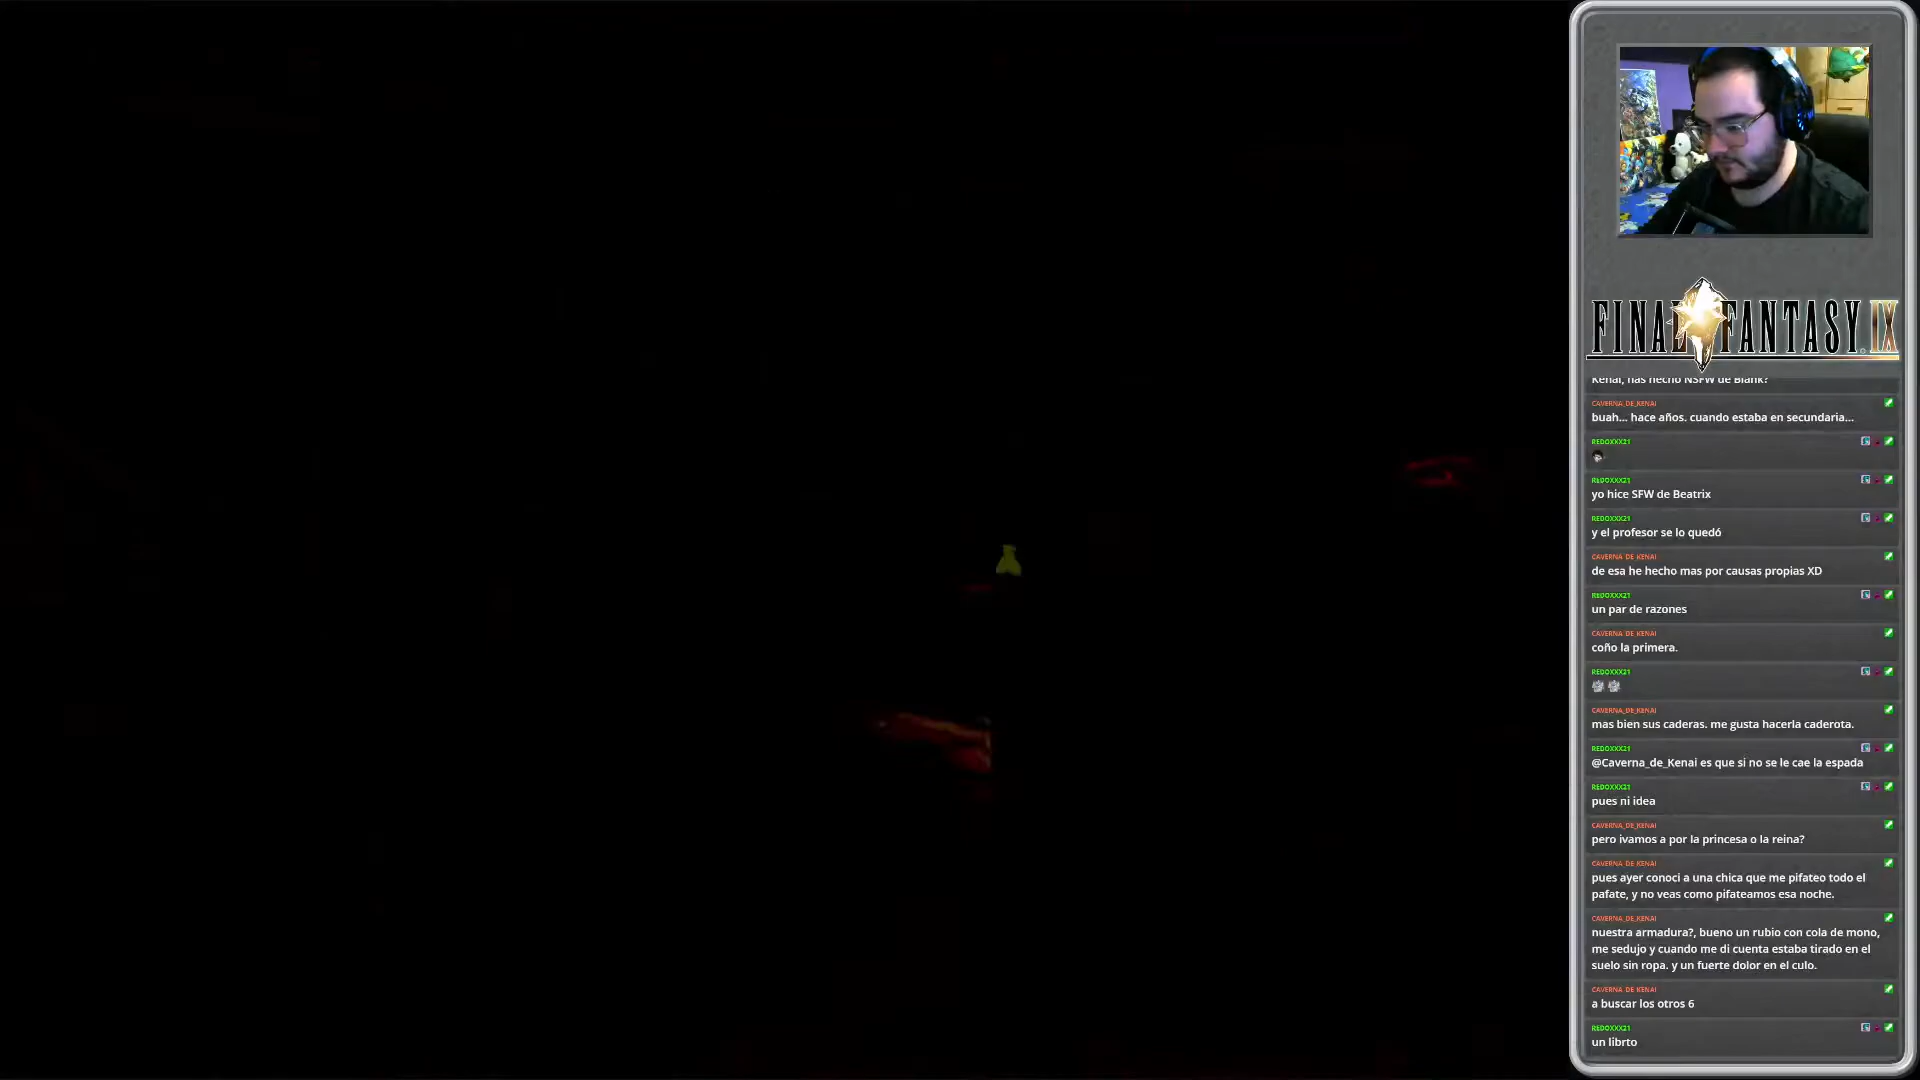 FINAL FANTASY IX
Kenai, has hecho NSFW de Blank?
CAVERNA_DE_KENAI
buah... hace años. cuando estaba en secundaria...
REDOXXX21
REDOXXX21
yo hice SFW de Beatrix
REDOXXX21
y el profesor se lo quedó
CAVERNA_DE_KENAI
de esa he hecho mas por causas propias XD
REDOXXX21
un par de razones
CAVERNA_DE_KENAI
coño la primera.
REDOXXX21
CAVERNA_DE_KENAI
mas bien sus caderas. me gusta hacerla caderota.
REDOXXX21
@Caverna_de_Kenai es que si no se le cae la espada
REDOXXX21
pues ni idea
CAVERNA_DE_KENAI
pero ivamos a por la princesa o la reina?
CAVERNA_DE_KENAI
pues ayer conoci a una chica que me pifateo todo el
pafate, y no veas como pifateamos esa noche.
CAVERNA_DE_KENAI
nuestra armadura?, bueno un rubio con cola de mono,
me sedujo y cuando me di cuenta estaba tirado en el
suelo sin ropa. y un fuerte dolor en el culo.
CAVERNA_DE_KENAI
a buscar los otros 6
REDOXXX21
un librto